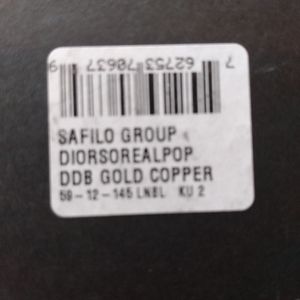 7 62753 70637 9
SAFILO GROUP
DIORSOREALPOP
DDB GOLD COPPER
59-12-145 LNBL KU 2